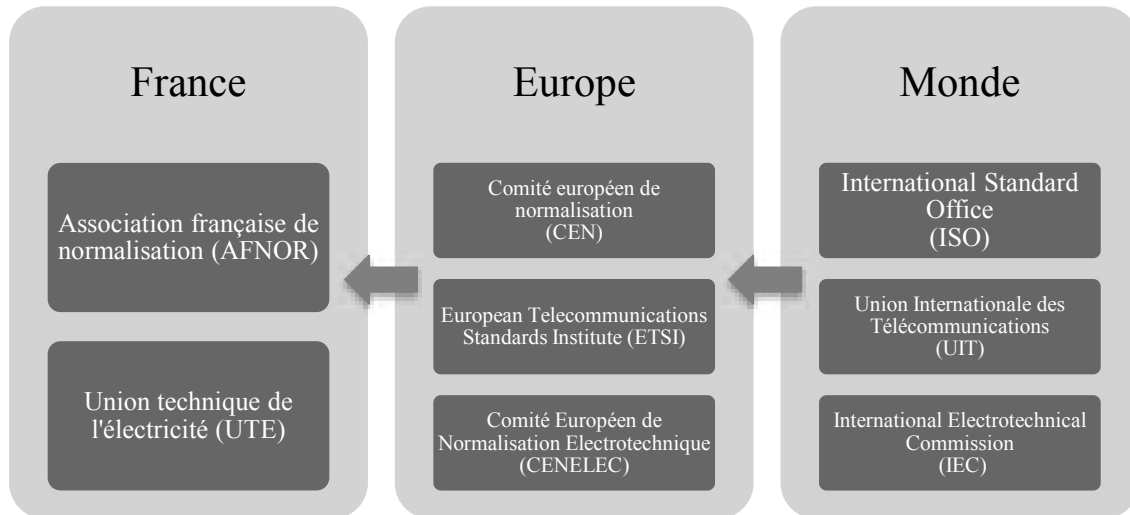 France
Association française de
normalisation (AFNOR)
Union technique de
l'électricité (UTE)
Europe
Comité européen de
normalisation
(CEN)
European Telecommunications
Standards Institute (ETSI)
Comité Européen de
Normalisation Electrotechnique
(CENELEC)
Monde
International Standard
Office
(ISO)
Union Internationale des
Télécommunications
(UIT)
International Electrotechnical
Commission
(IEC)